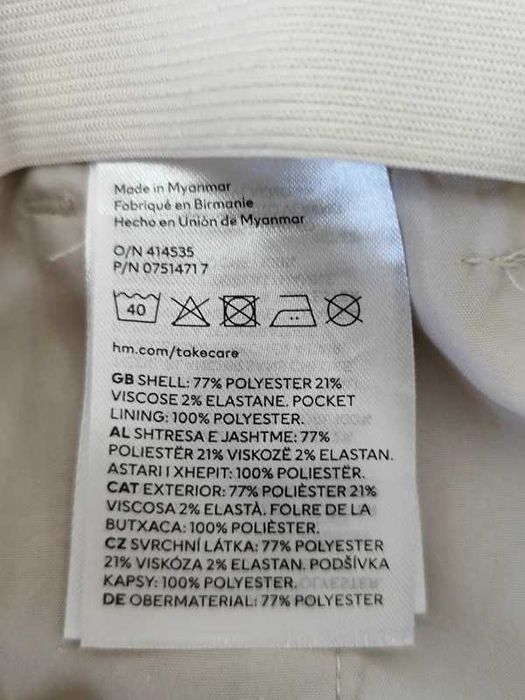 Made in Myanmar
Fabriqué en Birmanie
Hecho en Unión de Myanmar
O/N 414535
P/N 0751471 7
40
hm.com/takecare
GB SHELL: 77% POLYESTER 21%
VISCOSE 2% ELASTANE. POCKET
LINING: 100% POLYESTER.
AL SHTRESA E JASHTME: 77%
POLIESTËR 21% VISKOZË 2% ELASTAN.
ASTARI I XHEPIT: 100% POLIESTËR.
CAT EXTERIOR: 77% POLIÈSTER 21%
VISCOSA 2% ELASTÀ. FOLRE DE LA
BUTXACA: 100% POLIÈSTER.
CZ SVRCHNÍ LÁTKA: 77% POLYESTER
21% VISKÓZA 2% ELASTAN. PODŠÍVKA
KAPSY: 100% POLYESTER.
DE OBERMATERIAL: 77% POLYESTER